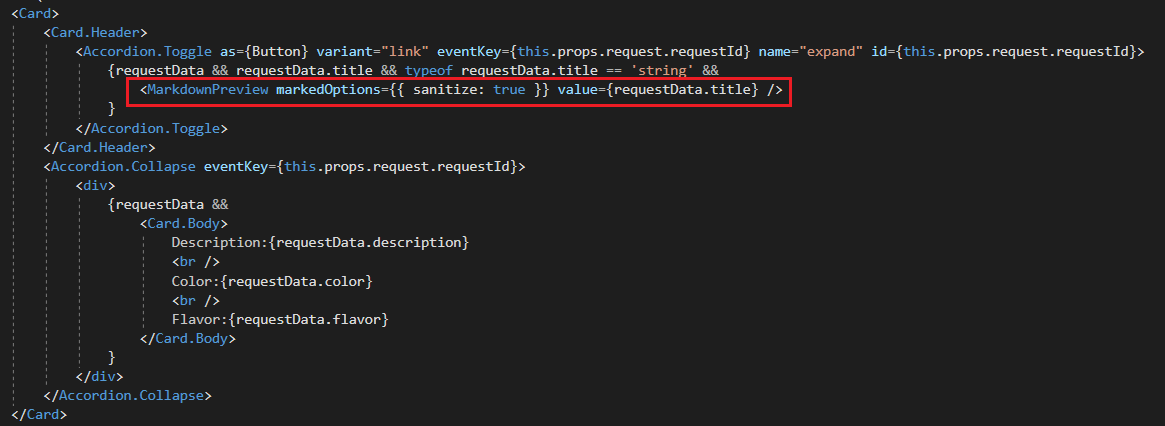 <Card>
<Card.Header>
<Accordion.Toggle as={Button} variant="link" eventKey={this.props.request.requestId} name="expand" id={this.props.request.requestId}>
{requestData && requestData.title && typeof requestData.title == 'string' &&
<MarkdownPreview markedOptions={{ sanitize: true }} value={requestData.title} />
}
</Accordion.Toggle>
</Card.Header>
<Accordion.Collapse eventKey={this.props.request.requestId}>
<div>
{requestData &&
<Card.Body>
Description:{requestData.description}
<br />
Color:{requestData.color}
<br />
Flavor:{requestData.flavor}
</Card.Body>
}
</div>
</Accordion.Collapse>
</Card>